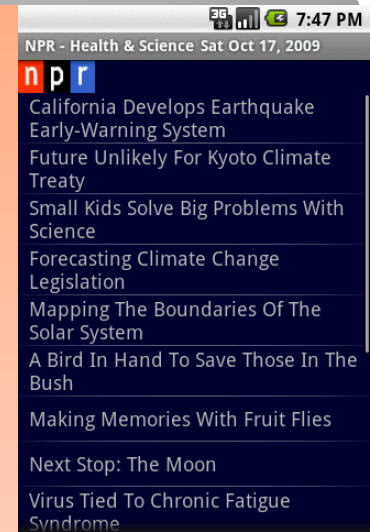 3G 7:47 PM
NPR - Health & Science Sat Oct 17, 2009
npr
California Develops Earthquake
Early-Warning System
Future Unlikely For Kyoto Climate
Treaty
Small Kids Solve Big Problems With
Science
Forecasting Climate Change
Legislation
Mapping The Boundaries Of The
Solar System
A Bird In Hand To Save Those In The
Bush
Making Memories With Fruit Flies
Next Stop: The Moon
Virus Tied To Chronic Fatigue
Syndrome